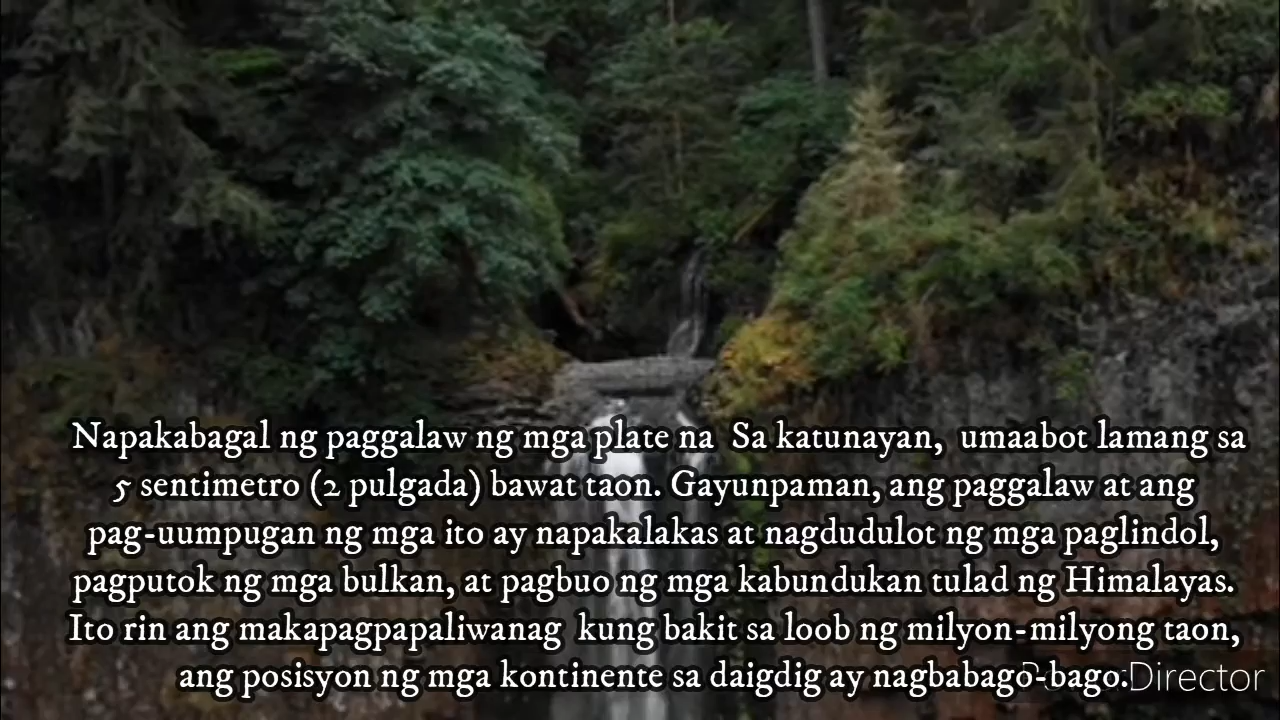 Napakabagal ng paggalaw ng mga plate na Sa katunayan, umaabot lamang sa
5 sentimetro (2 pulgada) bawat taon. Gayunpaman, ang paggalaw at ang
pag-uumpugan ng mga ito ay napakalakas at nagdudulot ng mga paglindol,
pagputok ng mga bulkan, at pagbuo ng mga kabundukan tulad ng Himalayas.
Ito rin ang makapagpapaliwanag kung bakit sa loob ng milyon-milyong taon,
ang posisyon ng mga kontinente sa daigdig ay nagbabago-bago.
Director